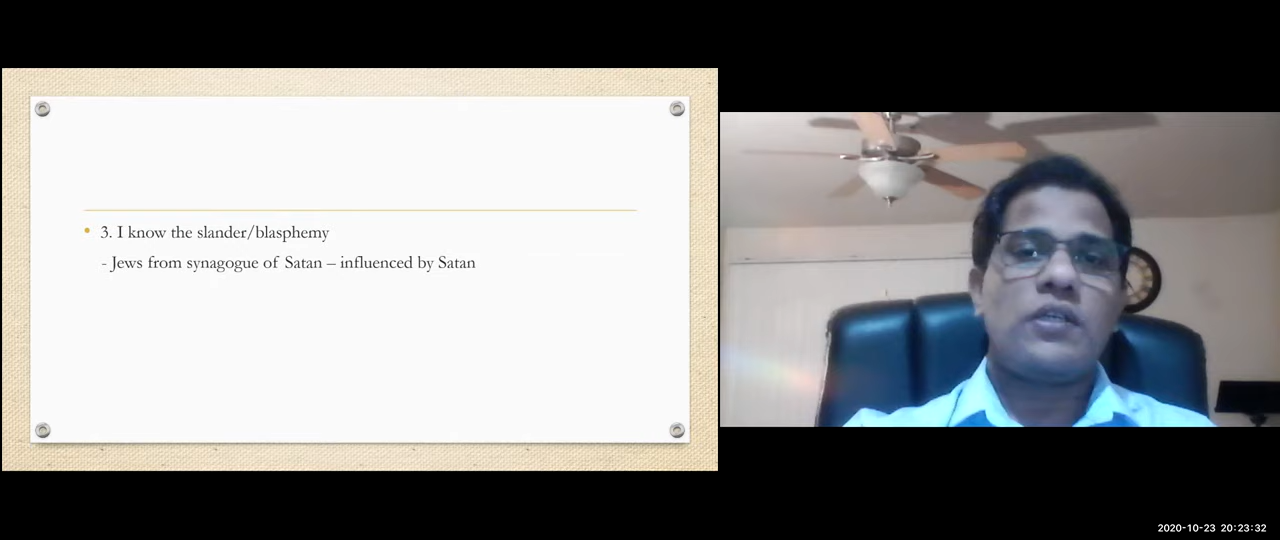 3. I know the slander/blasphemy
- Jews from synagogue of Satan – influenced by Satan
2020-10-23 20:23:32